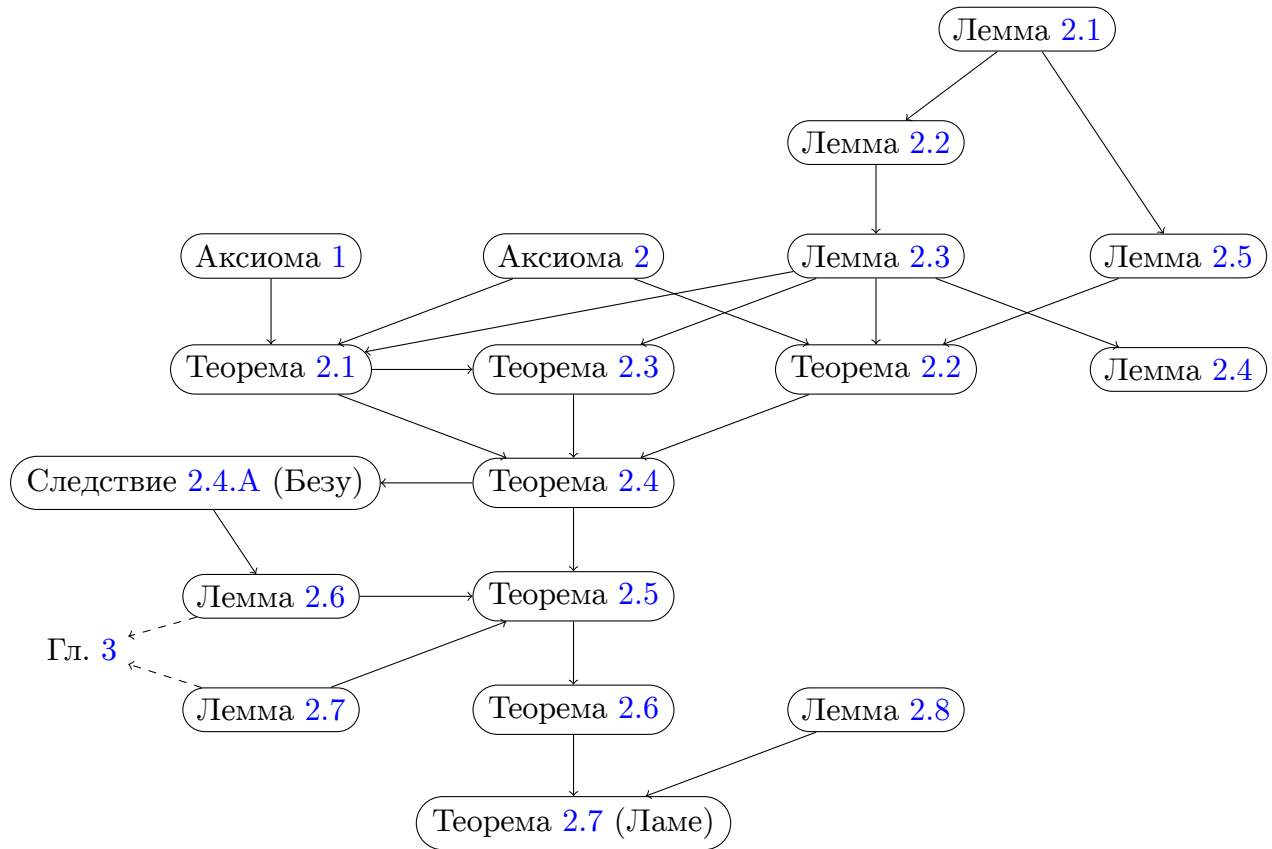 Лемма 2.1
Лемма 2.2
Аксиома 1
Аксиома 2
Лемма 2.3
Лемма 2.5
Теорема 2.1
Теорема 2.3
Теорема 2.2
Лемма 2.4
Следствие 2.4.А (Безу)
Теорема 2.4
Лемма 2.6
Теорема 2.5
Гл. 3
Лемма 2.7
Теорема 2.6
Лемма 2.8
Теорема 2.7 (Ламе)